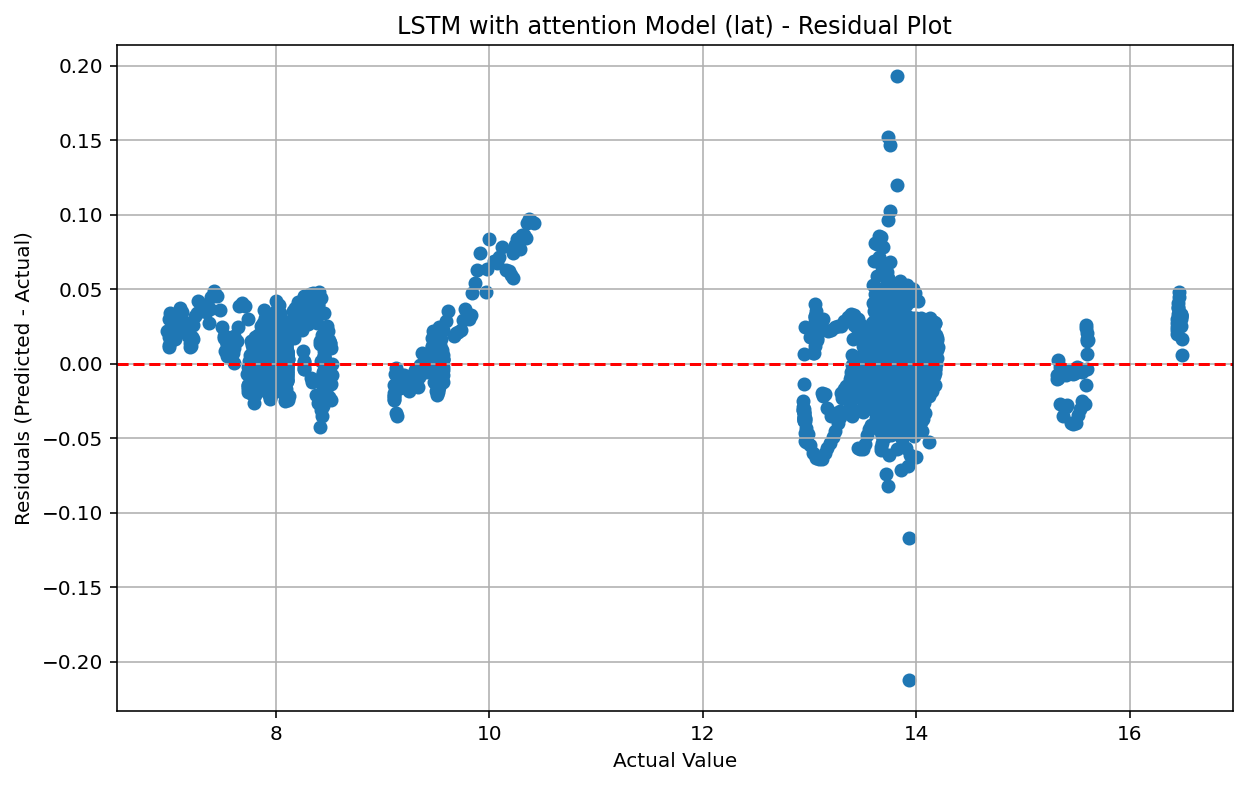 LSTM with attention Model (lat) - Residual Plot
0.20
0.15
0.10
0.05
0.00
−0.05
−0.10
−0.15
−0.20
Residuals (Predicted - Actual)
8 10 12 14 16
Actual Value